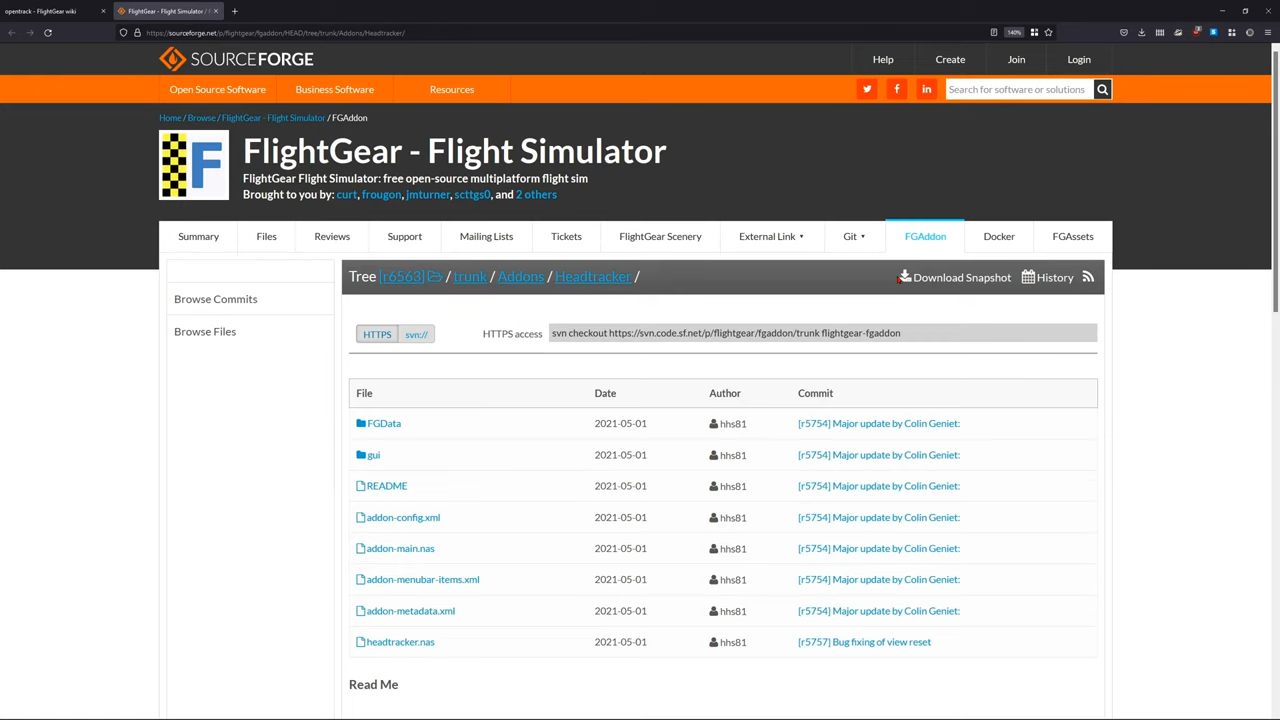 opentrack - FlightGear wiki
FlightGear - Flight Simulator /
https://sourceforge.net/p/flightgear/fgaddon/HEAD/tree/trunk/Addons/Headtracker/
140%
SOURCEFORGE
Help
Create
Join
Login
Open Source Software
Business Software
Resources
Search for software or solutions
Home / Browse / FlightGear - Flight Simulator / FGAddon
F
FlightGear - Flight Simulator
FlightGear Flight Simulator: free open-source multiplatform flight sim
Brought to you by: curt, frougon, jmturner, scttgs0, and 2 others
Summary
Files
Reviews
Support
Mailing Lists
Tickets
FlightGear Scenery
External Link
Git
FGAddon
Docker
FGAssets
Browse Commits
Browse Files
Tree [r6563] / trunk / Addons / Headtracker /
Download Snapshot
History
HTTPS
svn://
HTTPS access
svn checkout https://svn.code.sf.net/p/flightgear/fgaddon/trunk flightgear-fgaddon
File Date Author Commit
FGData 2021-05-01 hhs81 [r5754] Major update by Colin Geniet:
gui 2021-05-01 hhs81 [r5754] Major update by Colin Geniet:
README 2021-05-01 hhs81 [r5754] Major update by Colin Geniet:
addon-config.xml 2021-05-01 hhs81 [r5754] Major update by Colin Geniet:
addon-main.nas 2021-05-01 hhs81 [r5754] Major update by Colin Geniet:
addon-menubar-items.xml 2021-05-01 hhs81 [r5754] Major update by Colin Geniet:
addon-metadata.xml 2021-05-01 hhs81 [r5754] Major update by Colin Geniet:
headtracker.nas 2021-05-01 hhs81 [r5757] Bug fixing of view reset
Read Me